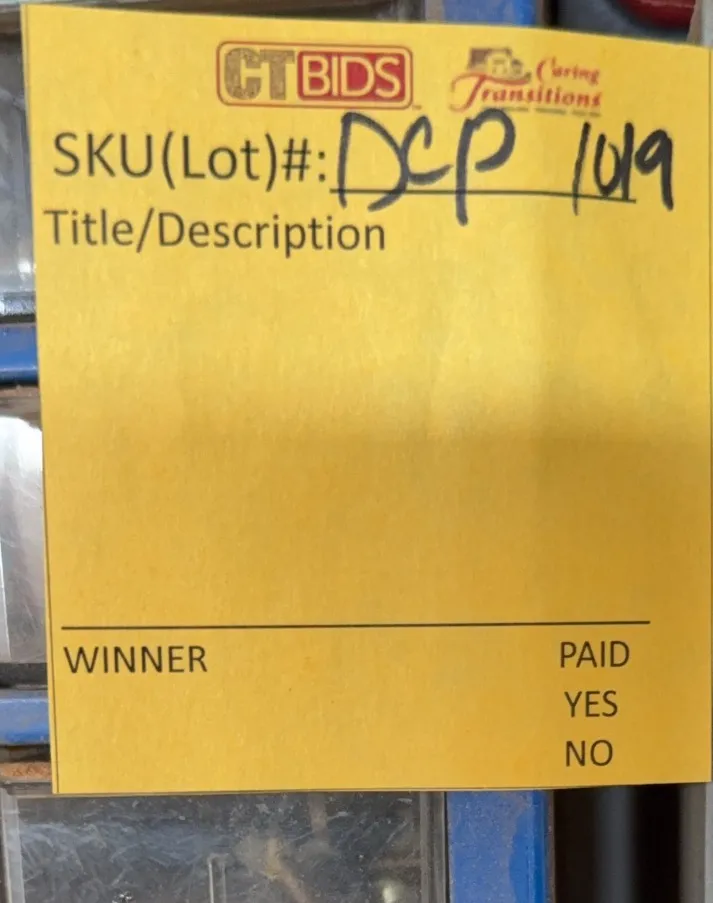 CTBIDS Caring Transitions
SKU(Lot)#: DCP 1019
Title/Description
WINNER PAID
YES
NO